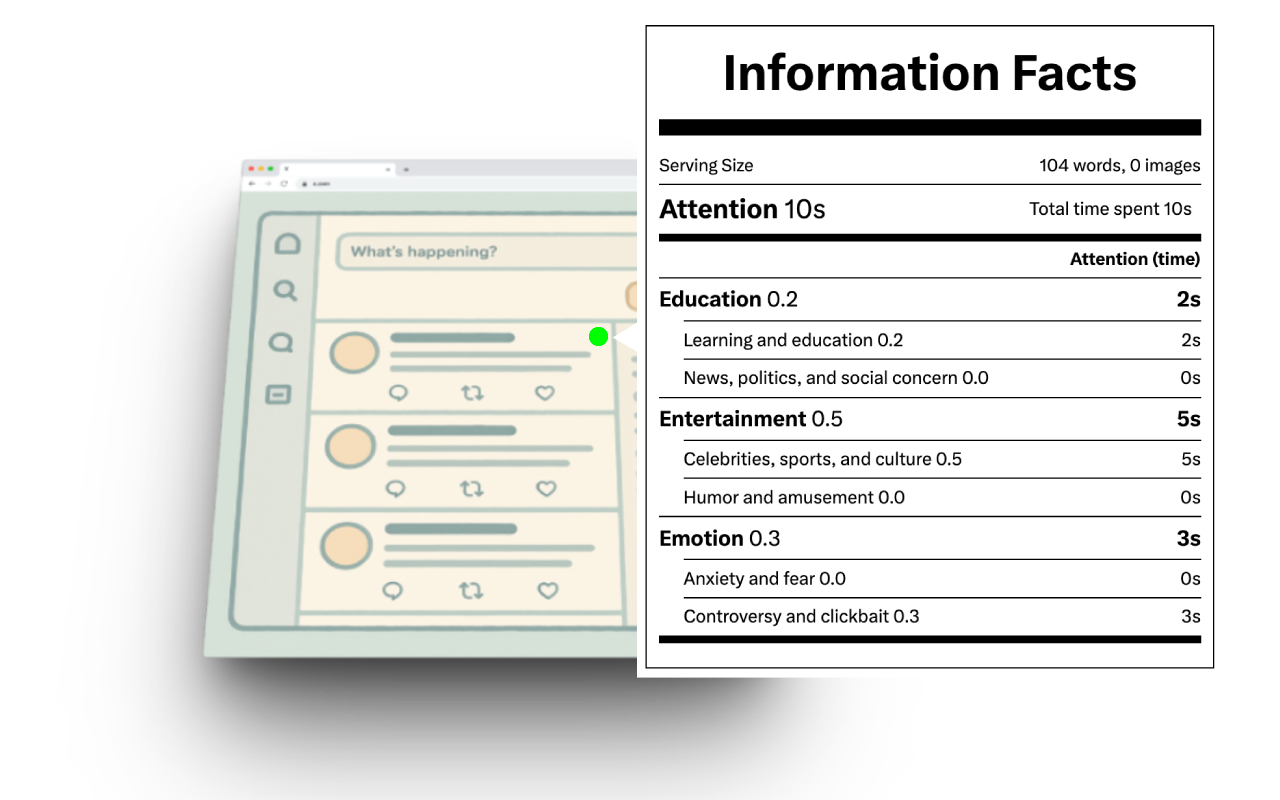 What's happening?
Information Facts
Serving Size 104 words, 0 images
Attention 10s Total time spent 10s
Attention (time)
Education 0.2 2s
Learning and education 0.2 2s
News, politics, and social concern 0.0 0s
Entertainment 0.5 5s
Celebrities, sports, and culture 0.5 5s
Humor and amusement 0.0 0s
Emotion 0.3 3s
Anxiety and fear 0.0 0s
Controversy and clickbait 0.3 3s